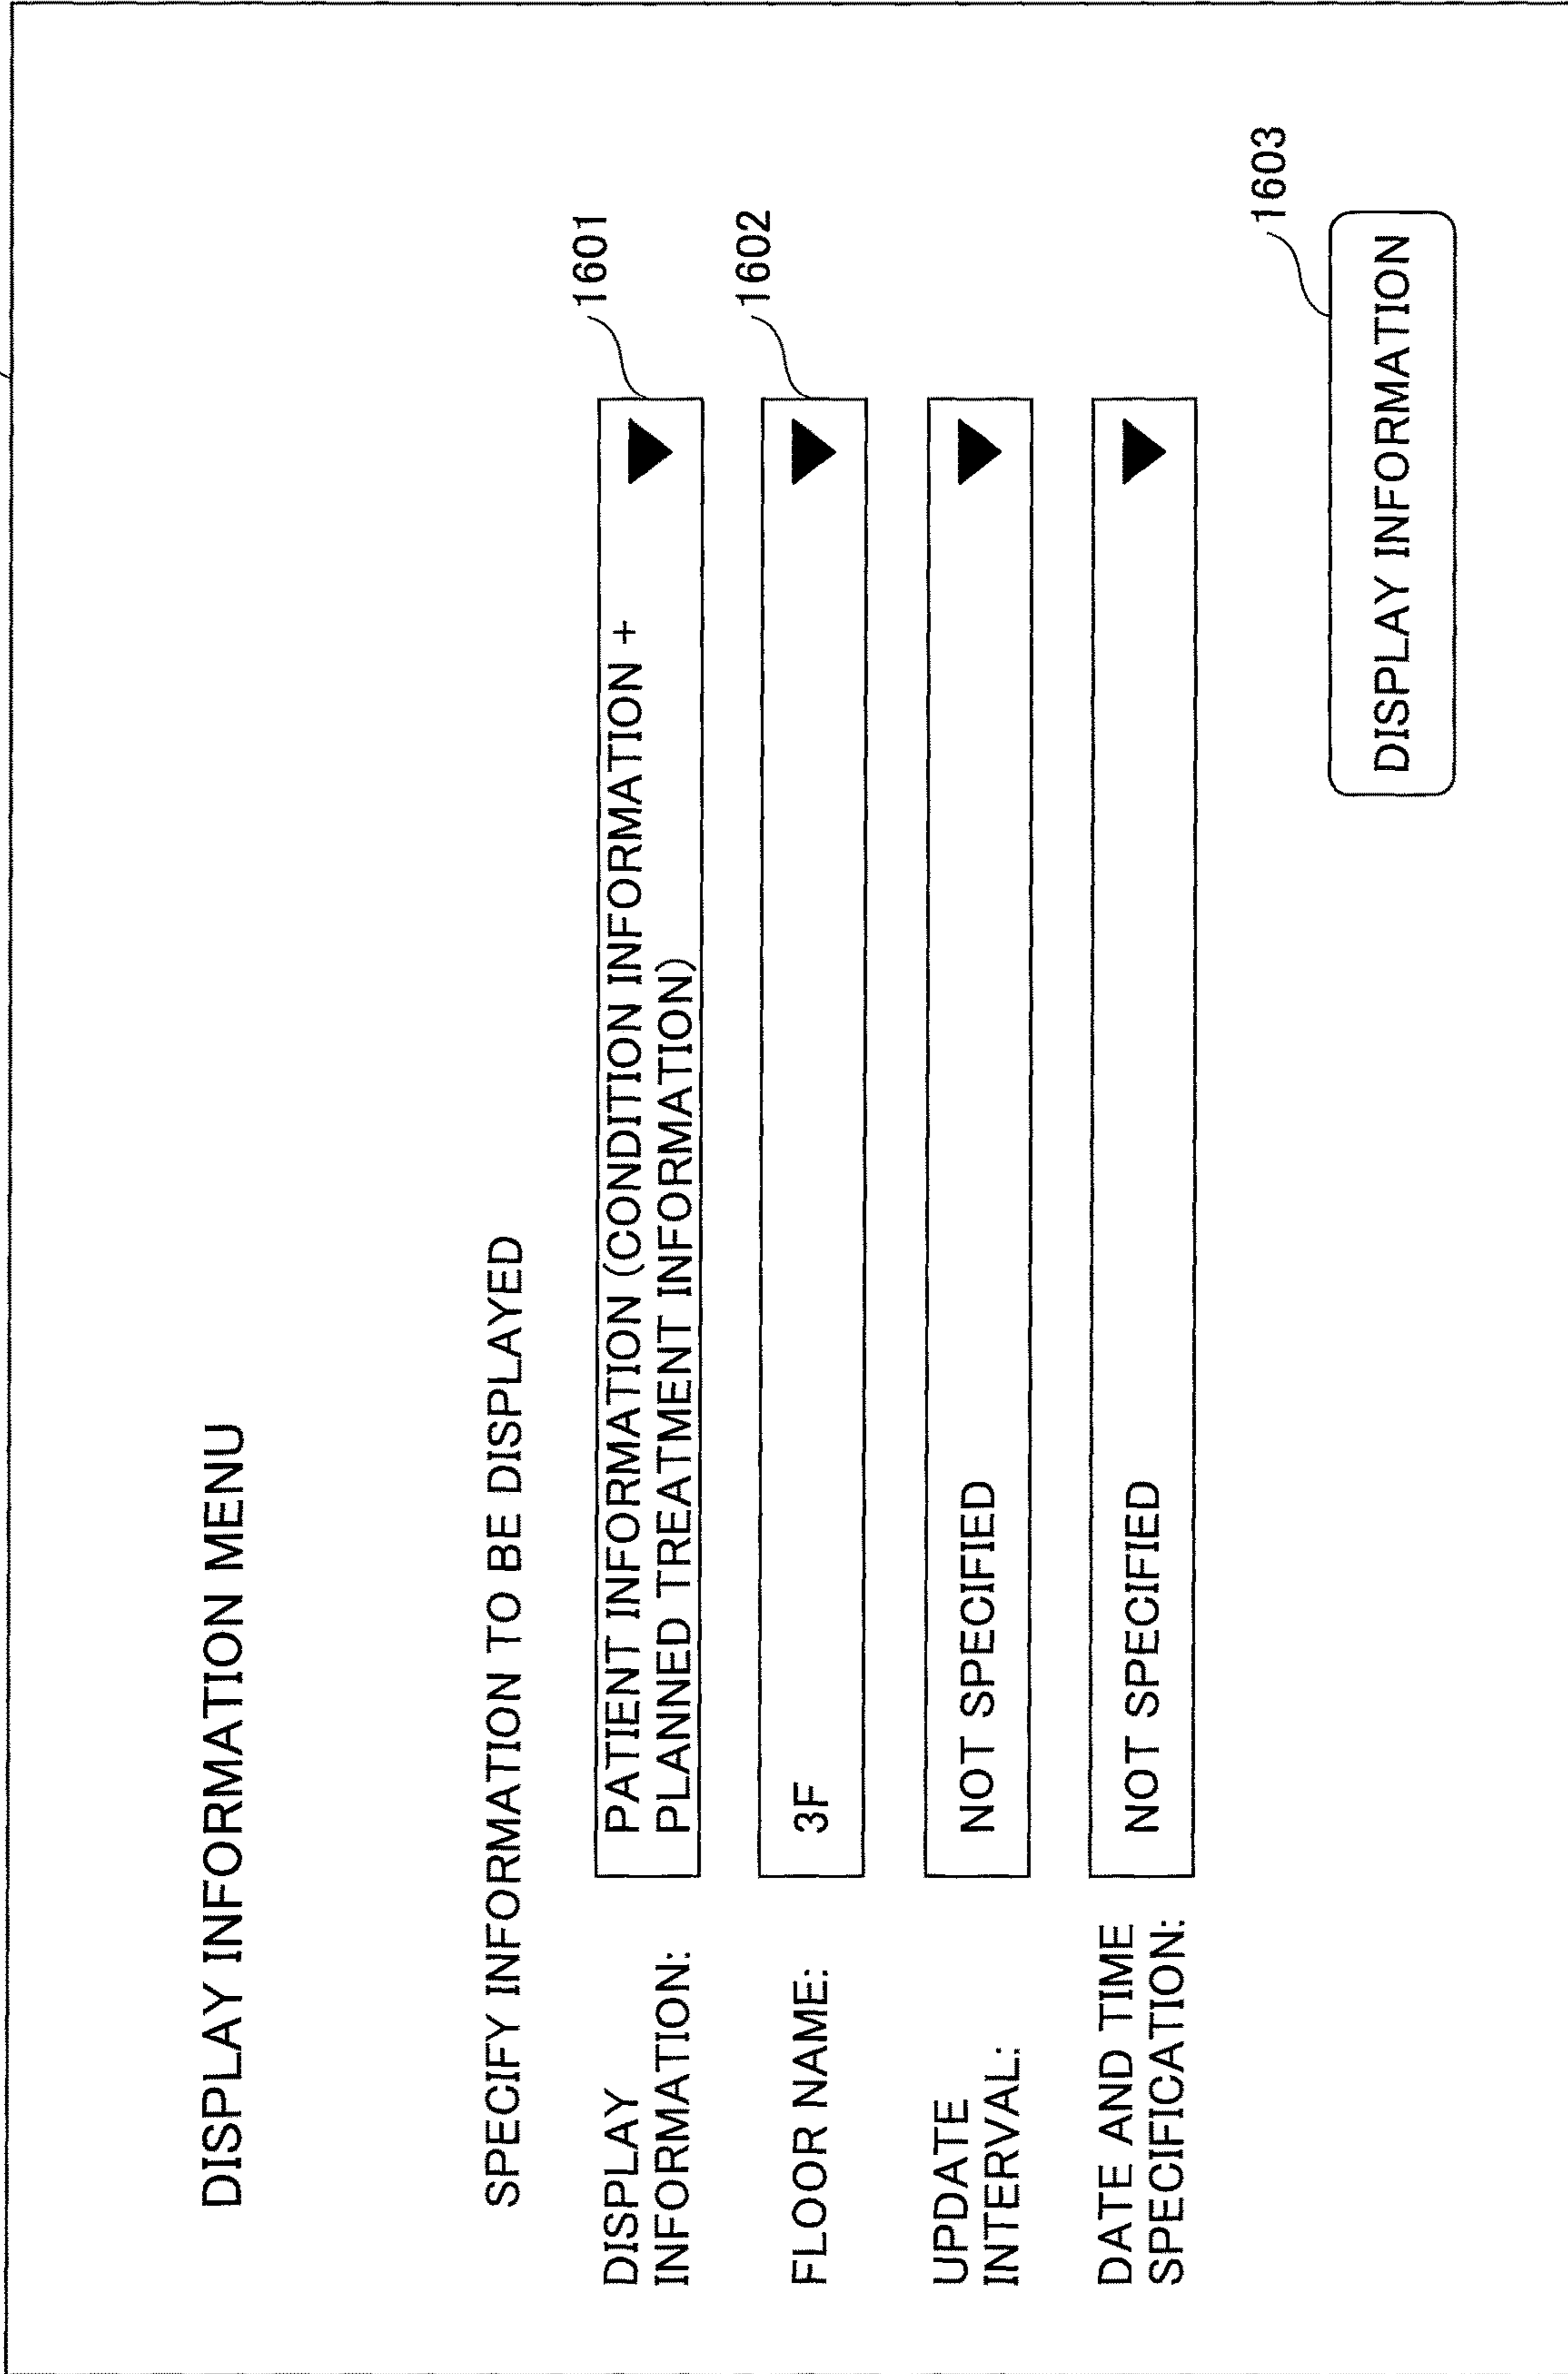 DISPLAY INFORMATION MENU
SPECIFY INFORMATION TO BE DISPLAYED
DISPLAY
INFORMATION:
PATIENT INFORMATION (CONDITION INFORMATION +
PLANNED TREATMENT INFORMATION)
1601
FLOOR NAME:
3F
1602
UPDATE
INTERVAL:
NOT SPECIFIED
DATE AND TIME
SPECIFICATION:
NOT SPECIFIED
DISPLAY INFORMATION
1603